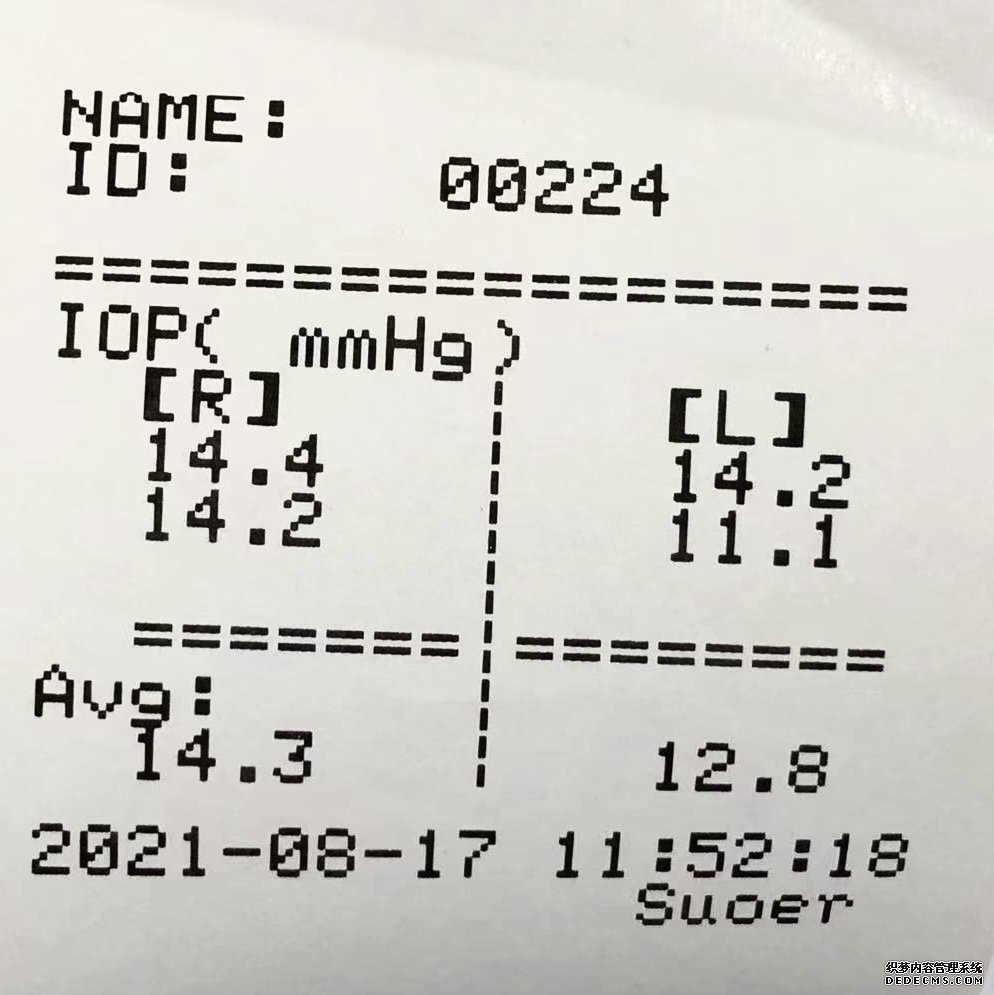 NAME:
ID: 00224
===================
IOP( mmHg)
[R] [L]
14.4 14.2
14.2 11.1
======= ========
Avg:
14.3 12.8
2021-08-17 11:52:18
Suoer
织梦内容管理系统
DEDECMS.COM